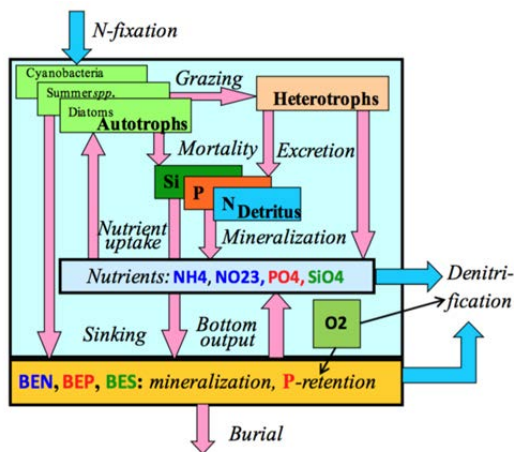 N-fixation
Cyanobacteria
Summer spp.
Diatoms
Autotrophs
Grazing
Heterotrophs
Mortality
Excretion
Si
P
N
Detritus
Nutrient
uptake
Mineralization
Nutrients: NH4, NO23, PO4, SiO4
Denitri-
fication
O2
Sinking
Bottom
output
BEN, BEP, BES: mineralization, P-retention
Burial